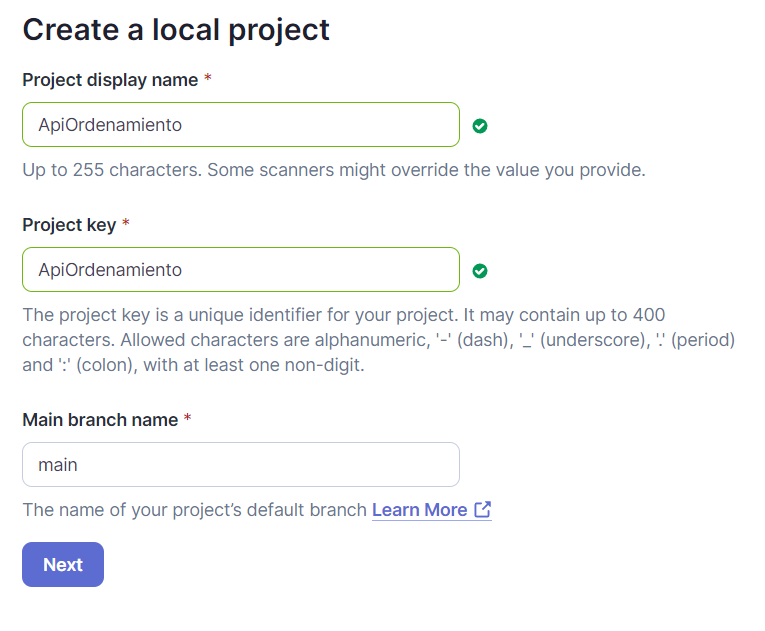 Create a local project
Project display name *
ApiOrdenamiento
Up to 255 characters. Some scanners might override the value you provide.
Project key *
ApiOrdenamiento
The project key is a unique identifier for your project. It may contain up to 400
characters. Allowed characters are alphanumeric, '-' (dash), '_' (underscore), '.' (period)
and ':' (colon), with at least one non-digit.
Main branch name *
main
The name of your project’s default branch Learn More
Next